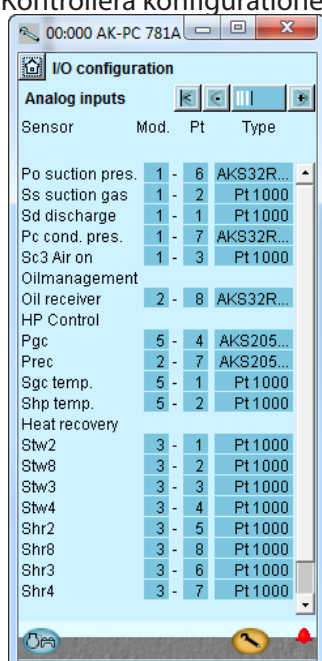 Kontrollera konfiguratione
00:000 AK-PC 781A
I/O configuration
Analog inputs
Sensor Mod. Pt Type
Po suction pres. 1 - 6 AKS32R...
Ss suction gas 1 - 2 Pt1000
Sd discharge 1 - 1 Pt1000
Pc cond. pres. 1 - 7 AKS32R...
Sc3 Air on 1 - 3 Pt1000
Oilmanagement
Oil receiver 2 - 8 AKS32R...
HP Control
Pgc 5 - 4 AKS205...
Prec 2 - 7 AKS205...
Sgc temp. 5 - 1 Pt1000
Shp temp. 5 - 2 Pt1000
Heat recovery
Stw2 3 - 1 Pt1000
Stw8 3 - 2 Pt1000
Stw3 3 - 3 Pt1000
Stw4 3 - 4 Pt1000
Shr2 3 - 5 Pt1000
Shr8 3 - 8 Pt1000
Shr3 3 - 6 Pt1000
Shr4 3 - 7 Pt1000